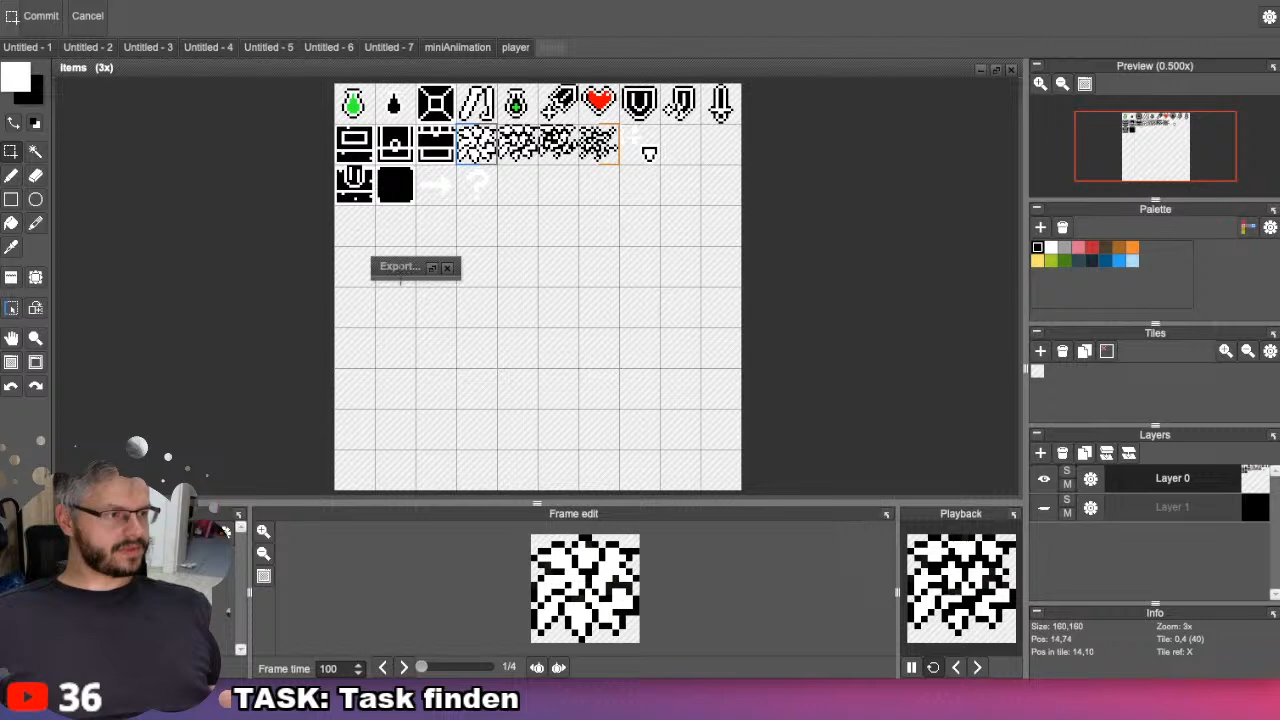 Commit Cancel
Untitled - 1 Untitled - 2 Untitled - 3 Untitled - 4 Untitled - 5 Untitled - 6 Untitled - 7 miniAniimation player
Items (3x)
Preview (0.500x)
Palette
Export...
Tiles
Layers
S
M
Layer 0
S
M
Layer 1
Frame edit
Playback
Info
Size: 160,160 Zoom: 3x
Pos: 14,74 Tile: 0,4 (40)
Pos in tile: 14,10 Tile ref: X
Frame time 100 1/4
36 TASK: Task finden